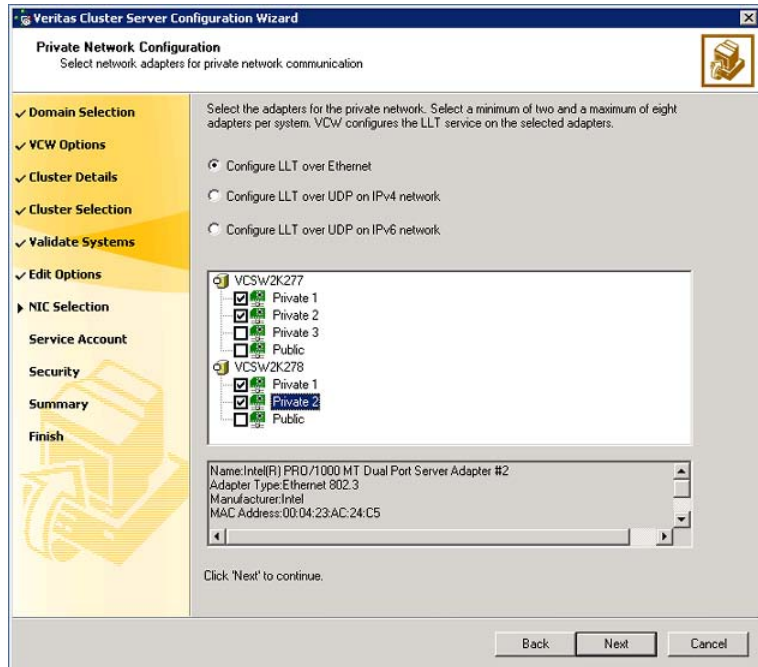 Veritas Cluster Server Configuration Wizard
Private Network Configuration
Select network adapters for private network communication
Domain Selection
VCW Options
Cluster Details
Cluster Selection
Validate Systems
Edit Options
NIC Selection
Service Account
Security
Summary
Finish
Select the adapters for the private network. Select a minimum of two and a maximum of eight
adapters per system. VCW configures the LLT service on the selected adapters.
Configure LLT over Ethernet
Configure LLT over UDP on IPv4 network
Configure LLT over UDP on IPv6 network
VCSW2K277
Private 1
Private 2
Private 3
Public
VCSW2K278
Private 1
Private 2
Public
Name:Intel(R) PRO/1000 MT Dual Port Server Adapter #2
Adapter Type:Ethernet 802.3
Manufacturer:Intel
MAC Address:00:04:23:AC:24:C5
Click 'Next' to continue.
Back
Next
Cancel